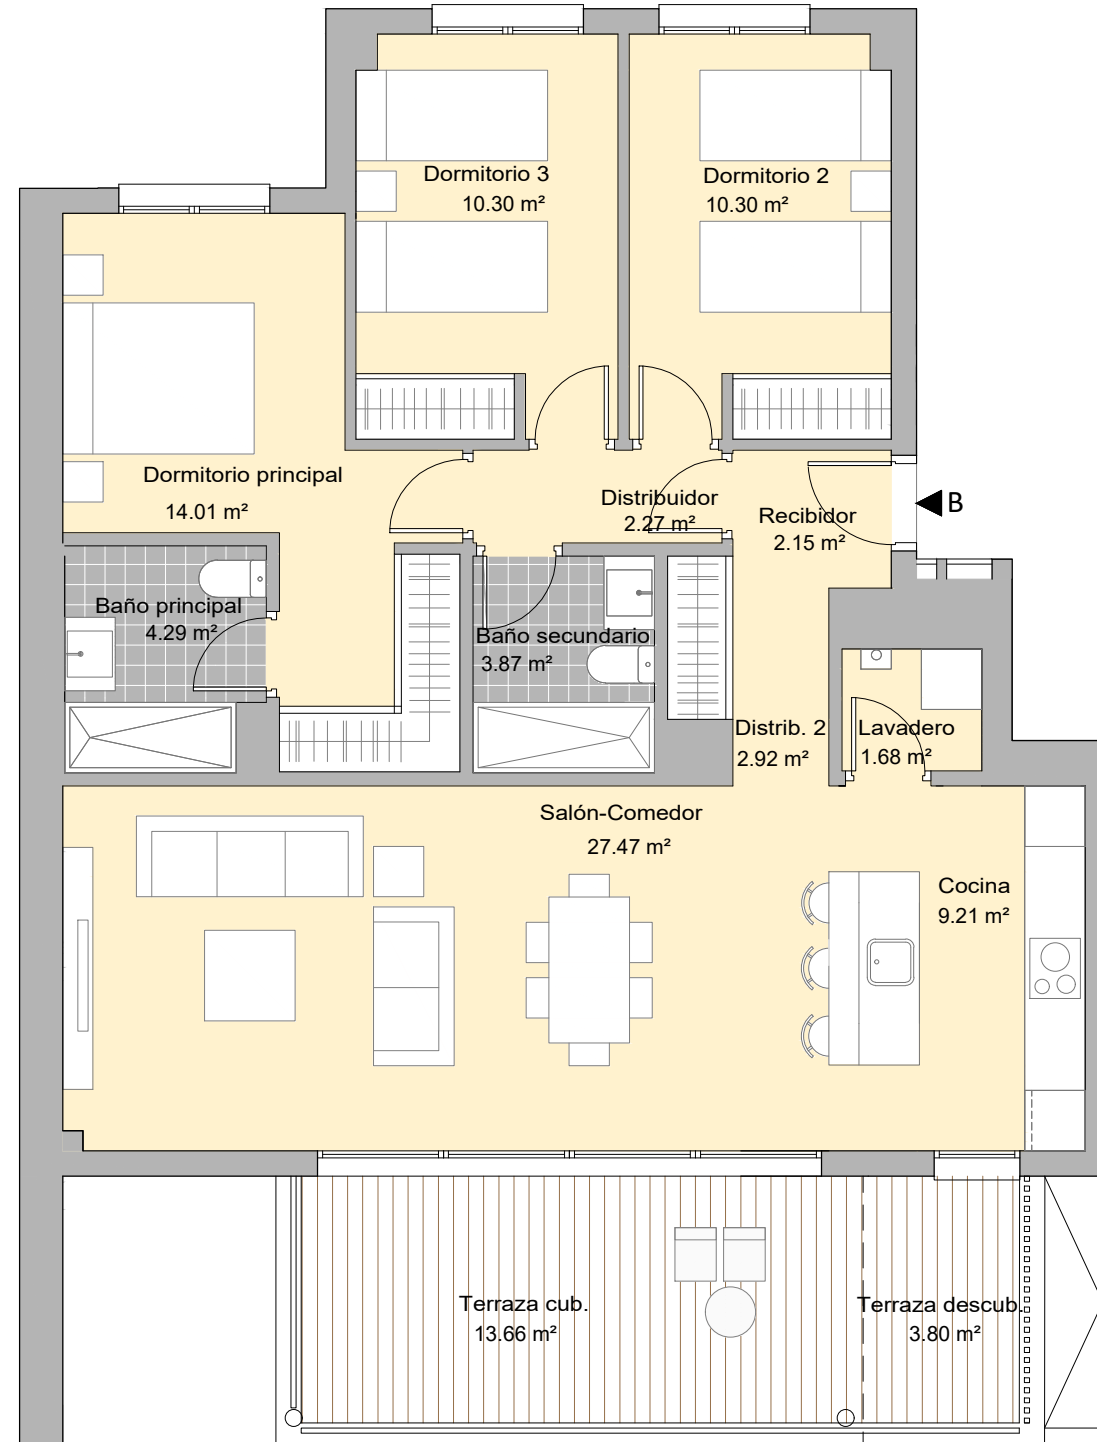 Dormitorio 3
10.30 m²
Dormitorio 2
10.30 m²
Dormitorio principal
14.01 m²
Distribuidor
2.27 m²
Recibidor
2.15 m²
B
Baño principal
4.29 m²
Baño secundario
3.87 m²
Distrib. 2
2.92 m²
Lavadero
1.68 m²
Salón-Comedor
27.47 m²
Cocina
9.21 m²
Terraza cub.
13.66 m²
Terraza descub.
3.80 m²